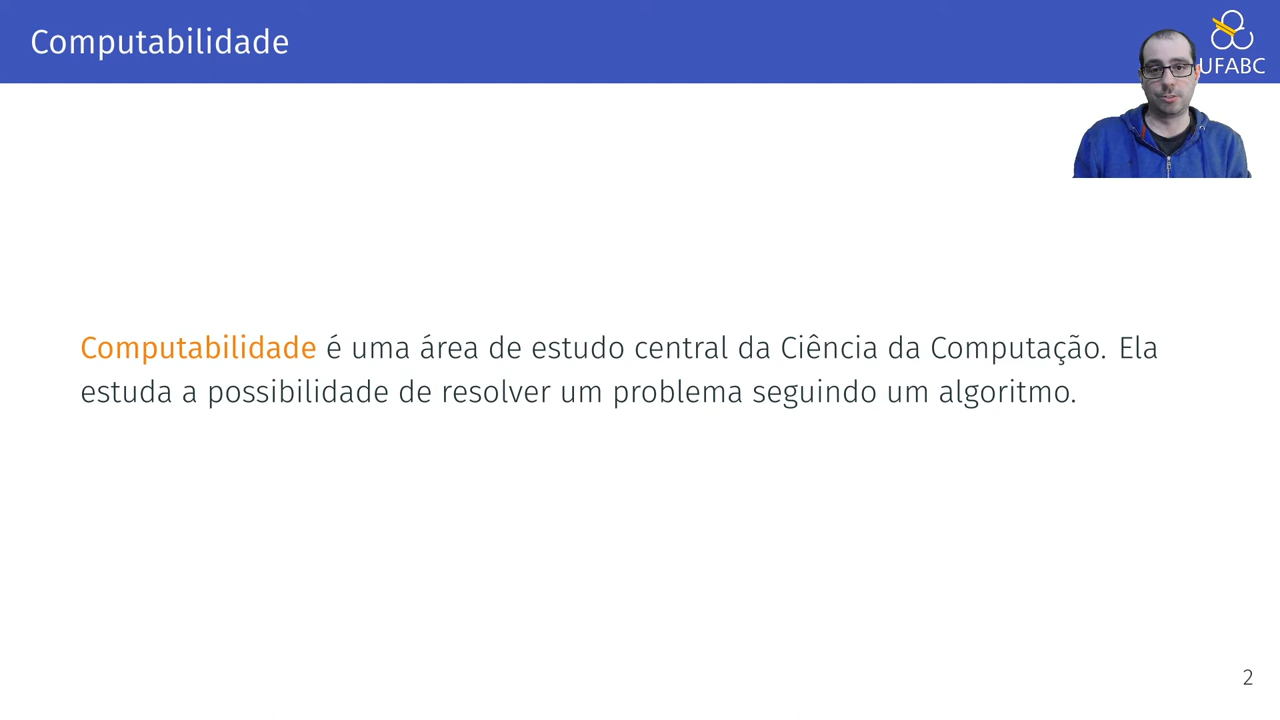 Computabilidade
UFABC
Computabilidade é uma área de estudo central da Ciência da Computação. Ela
estuda a possibilidade de resolver um problema seguindo um algoritmo.
2